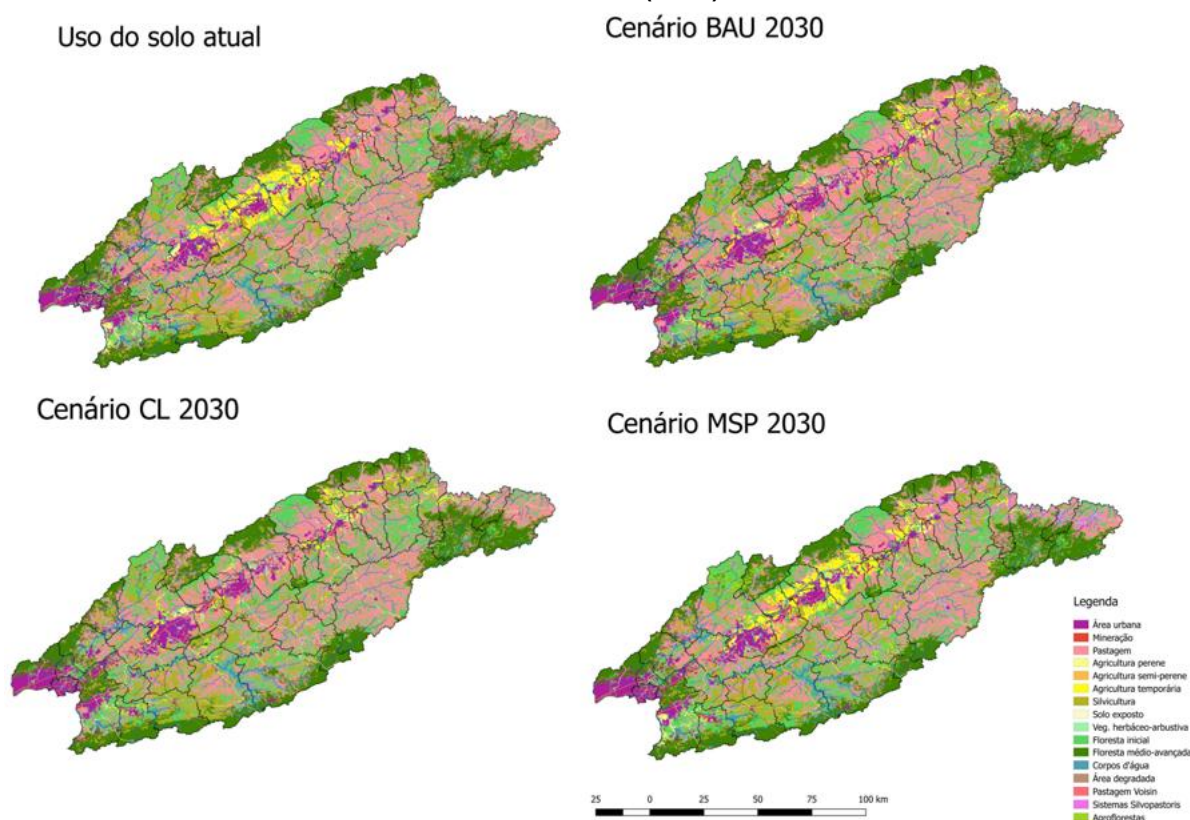 Uso do solo atual
Cenário BAU 2030
Cenário CL 2030
Cenário MSP 2030
Legenda
Área urbana
Mineração
Pastagem
Agricultura perene
Agricultura semi-perene
Agricultura temporária
Silvicultura
Solo exposto
Veg. herbáceo-arbustiva
Floresta inicial
Floresta médio-avançada
Corpos d'água
Área degradada
Pastagem Voisin
Sistemas Silvopastoris
Agroflorestas
25 0 25 50 75 100 km